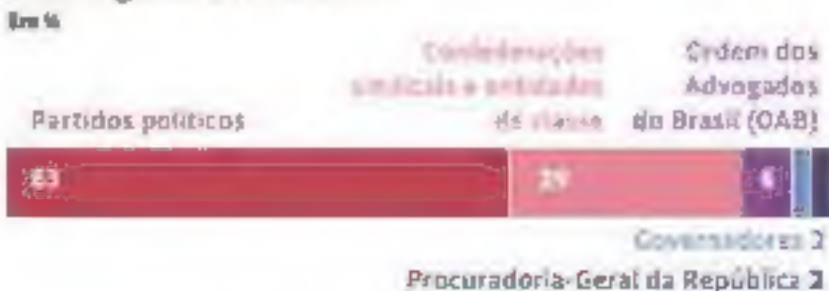 Em %
Confederações
sindicais e entidades
de classe
Ordem dos
Advogados
do Brasil (OAB)
Partidos políticos
29
6
Governadores 2
Procuradoria-Geral da República 2